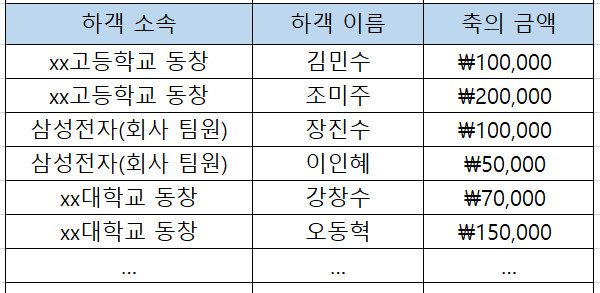 하객 소속 하객 이름 축의 금액
xx고등학교 동창 김민수 ₩100,000
xx고등학교 동창 조미주 ₩200,000
삼성전자(회사 팀원) 장진수 ₩100,000
삼성전자(회사 팀원) 이인혜 ₩50,000
xx대학교 동창 강창수 ₩70,000
xx대학교 동창 오동혁 ₩150,000
... ... ...